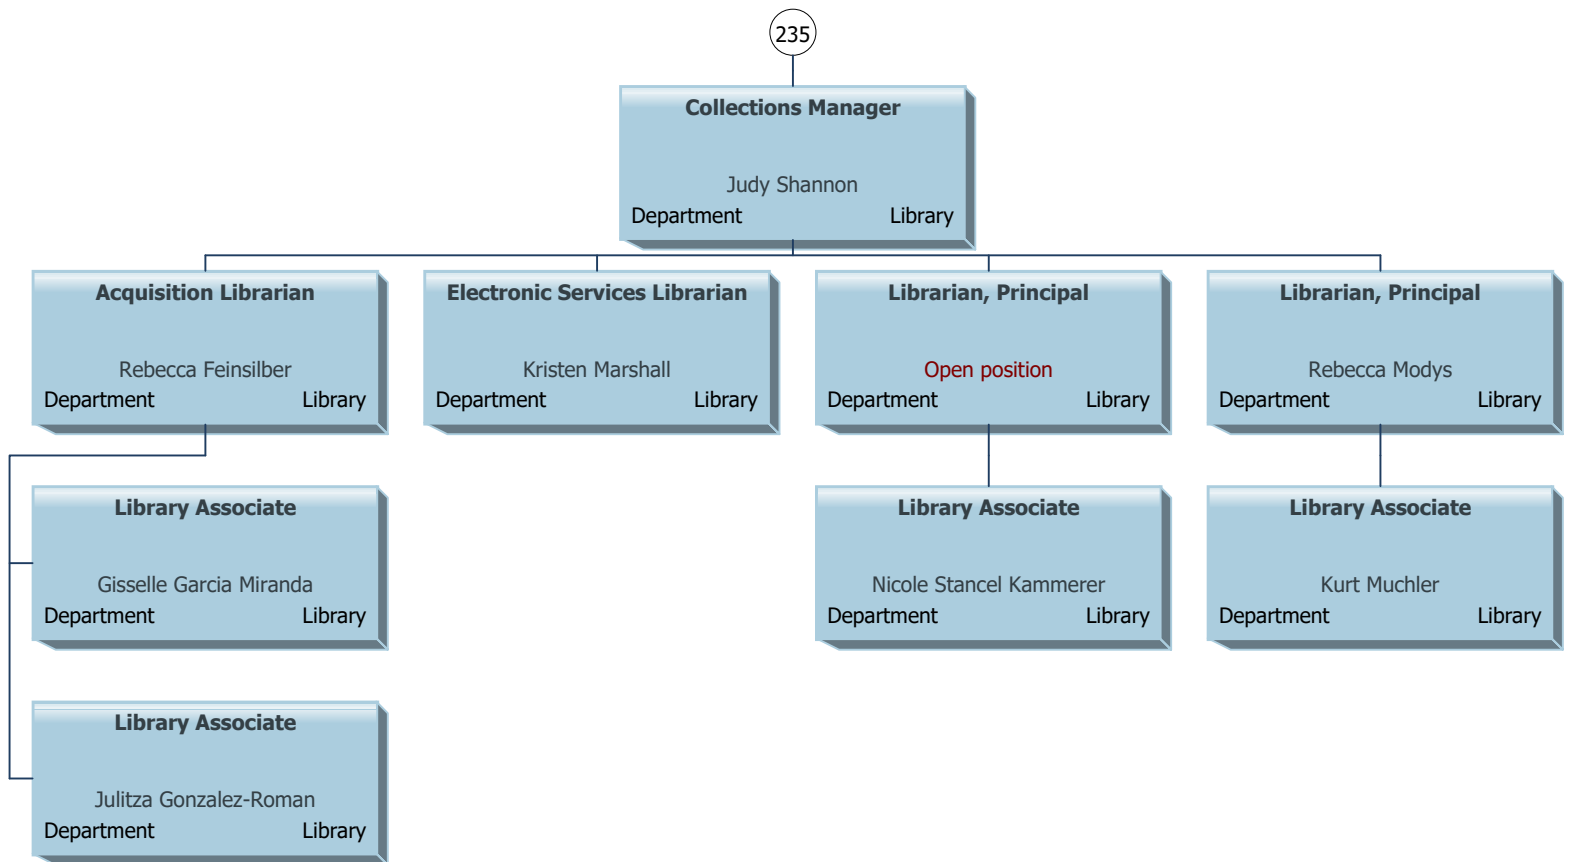 235
Collections Manager
Judy Shannon
Department Library
Acquisition Librarian
Rebecca Feinsilber
Department Library
Electronic Services Librarian
Kristen Marshall
Department Library
Librarian, Principal
Open position
Department Library
Librarian, Principal
Rebecca Modys
Department Library
Library Associate
Gisselle Garcia Miranda
Department Library
Library Associate
Nicole Stancel Kammerer
Department Library
Library Associate
Kurt Muchler
Department Library
Library Associate
Julitza Gonzalez-Roman
Department Library